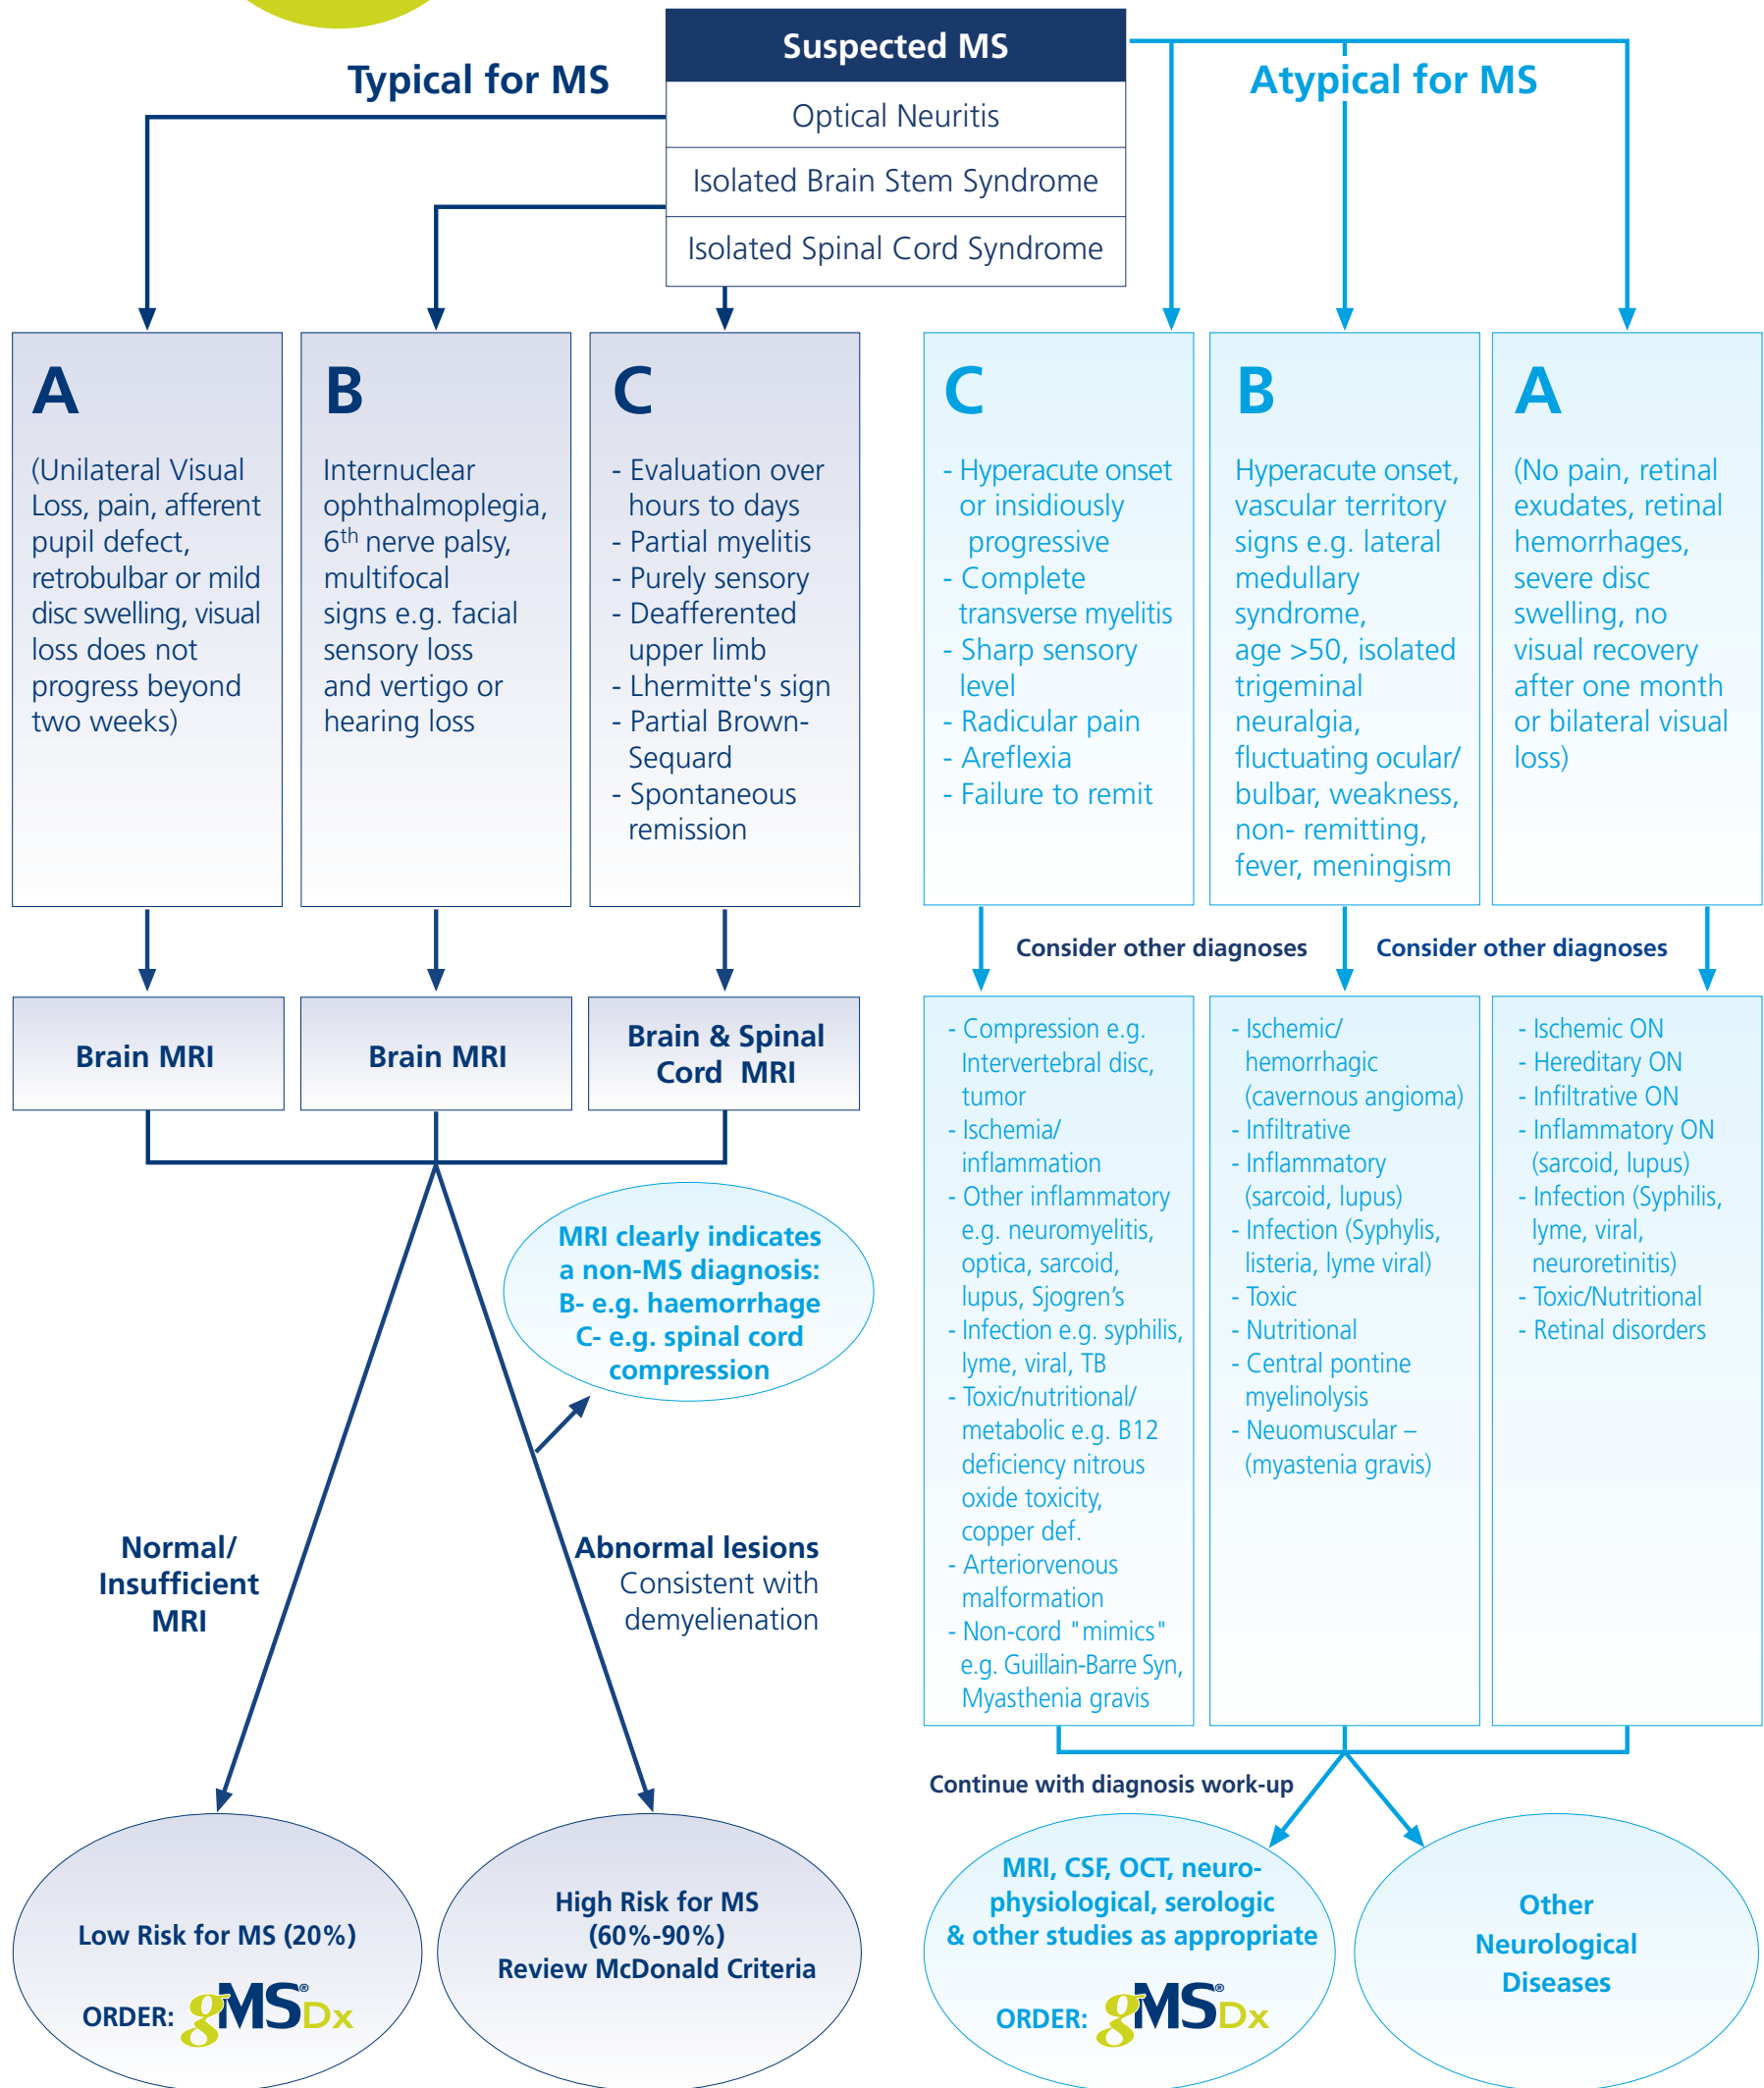 Suspected MS
Typical for MS
Atypical for MS
Optical Neuritis
Isolated Brain Stem Syndrome
Isolated Spinal Cord Syndrome
A
(Unilateral Visual
Loss, pain, afferent
pupil defect,
retrobulbar or mild
disc swelling, visual
loss does not
progress beyond
two weeks)
B
Internuclear
ophthalmoplegia,
6th nerve palsy,
multifocal
signs e.g. facial
sensory loss
and vertigo or
hearing loss
C
- Evaluation over
hours to days
- Partial myelitis
- Purely sensory
- Deafferented
upper limb
- Lhermitte's sign
- Partial Brown-
Sequard
- Spontaneous
remission
C
- Hyperacute onset
or insidiously
progressive
- Complete
transverse myelitis
- Sharp sensory
level
- Radicular pain
- Areflexia
- Failure to remit
B
Hyperacute onset,
vascular territory
signs e.g. lateral
medullary
syndrome,
age >50, isolated
trigeminal
neuralgia,
fluctuating ocular/
bulbar, weakness,
non- remitting,
fever, meningism
A
(No pain, retinal
exudates, retinal
hemorrhages,
severe disc
swelling, no
visual recovery
after one month
or bilateral visual
loss)
Consider other diagnoses
Consider other diagnoses
Brain MRI
Brain MRI
Brain & Spinal
Cord MRI
- Compression e.g.
Intervertebral disc,
tumor
- Ischemia/
inflammation
- Other inflammatory
e.g. neuromyelitis,
optica, sarcoid,
lupus, Sjogren’s
- Infection e.g. syphilis,
lyme, viral, TB
- Toxic/nutritional/
metabolic e.g. B12
deficiency nitrous
oxide toxicity,
copper def.
- Arteriorvenous
malformation
- Non-cord "mimics"
e.g. Guillain-Barre Syn,
Myasthenia gravis
- Ischemic/
hemorrhagic
(cavernous angioma)
- Infiltrative
- Inflammatory
(sarcoid, lupus)
- Infection (Syphylis,
listeria, lyme viral)
- Toxic
- Nutritional
- Central pontine
myelinolysis
- Neuomuscular –
(myastenia gravis)
- Ischemic ON
- Hereditary ON
- Infiltrative ON
- Inflammatory ON
(sarcoid, lupus)
- Infection (Syphilis,
lyme, viral,
neuroretinitis)
- Toxic/Nutritional
- Retinal disorders
MRI clearly indicates
a non-MS diagnosis:
B- e.g. haemorrhage
C- e.g. spinal cord
compression
Normal/
Insufficient
MRI
Abnormal lesions
Consistent with
demyelienation
Continue with diagnosis work-up
Low Risk for MS (20%)
ORDER: gMS® Dx
High Risk for MS
(60%-90%)
Review McDonald Criteria
MRI, CSF, OCT, neuro-
physiological, serologic
& other studies as appropriate
ORDER: gMS® Dx
Other
Neurological
Diseases